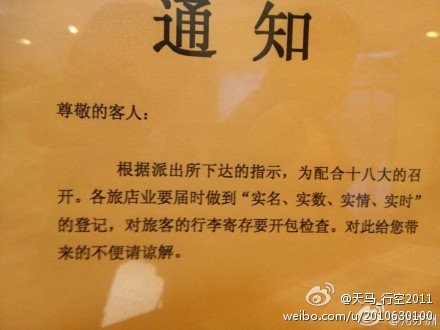 通知
尊敬的客人：
根据派出所下达的指示，为配合十八大的召
开。各旅店业要届时做到“实名、实数、实情、实时”
的登记，对旅客的行李寄存要开包检查。对此给您带
来的不便请谅解。
@天马_行空2011
weibo.com/u/2010630190